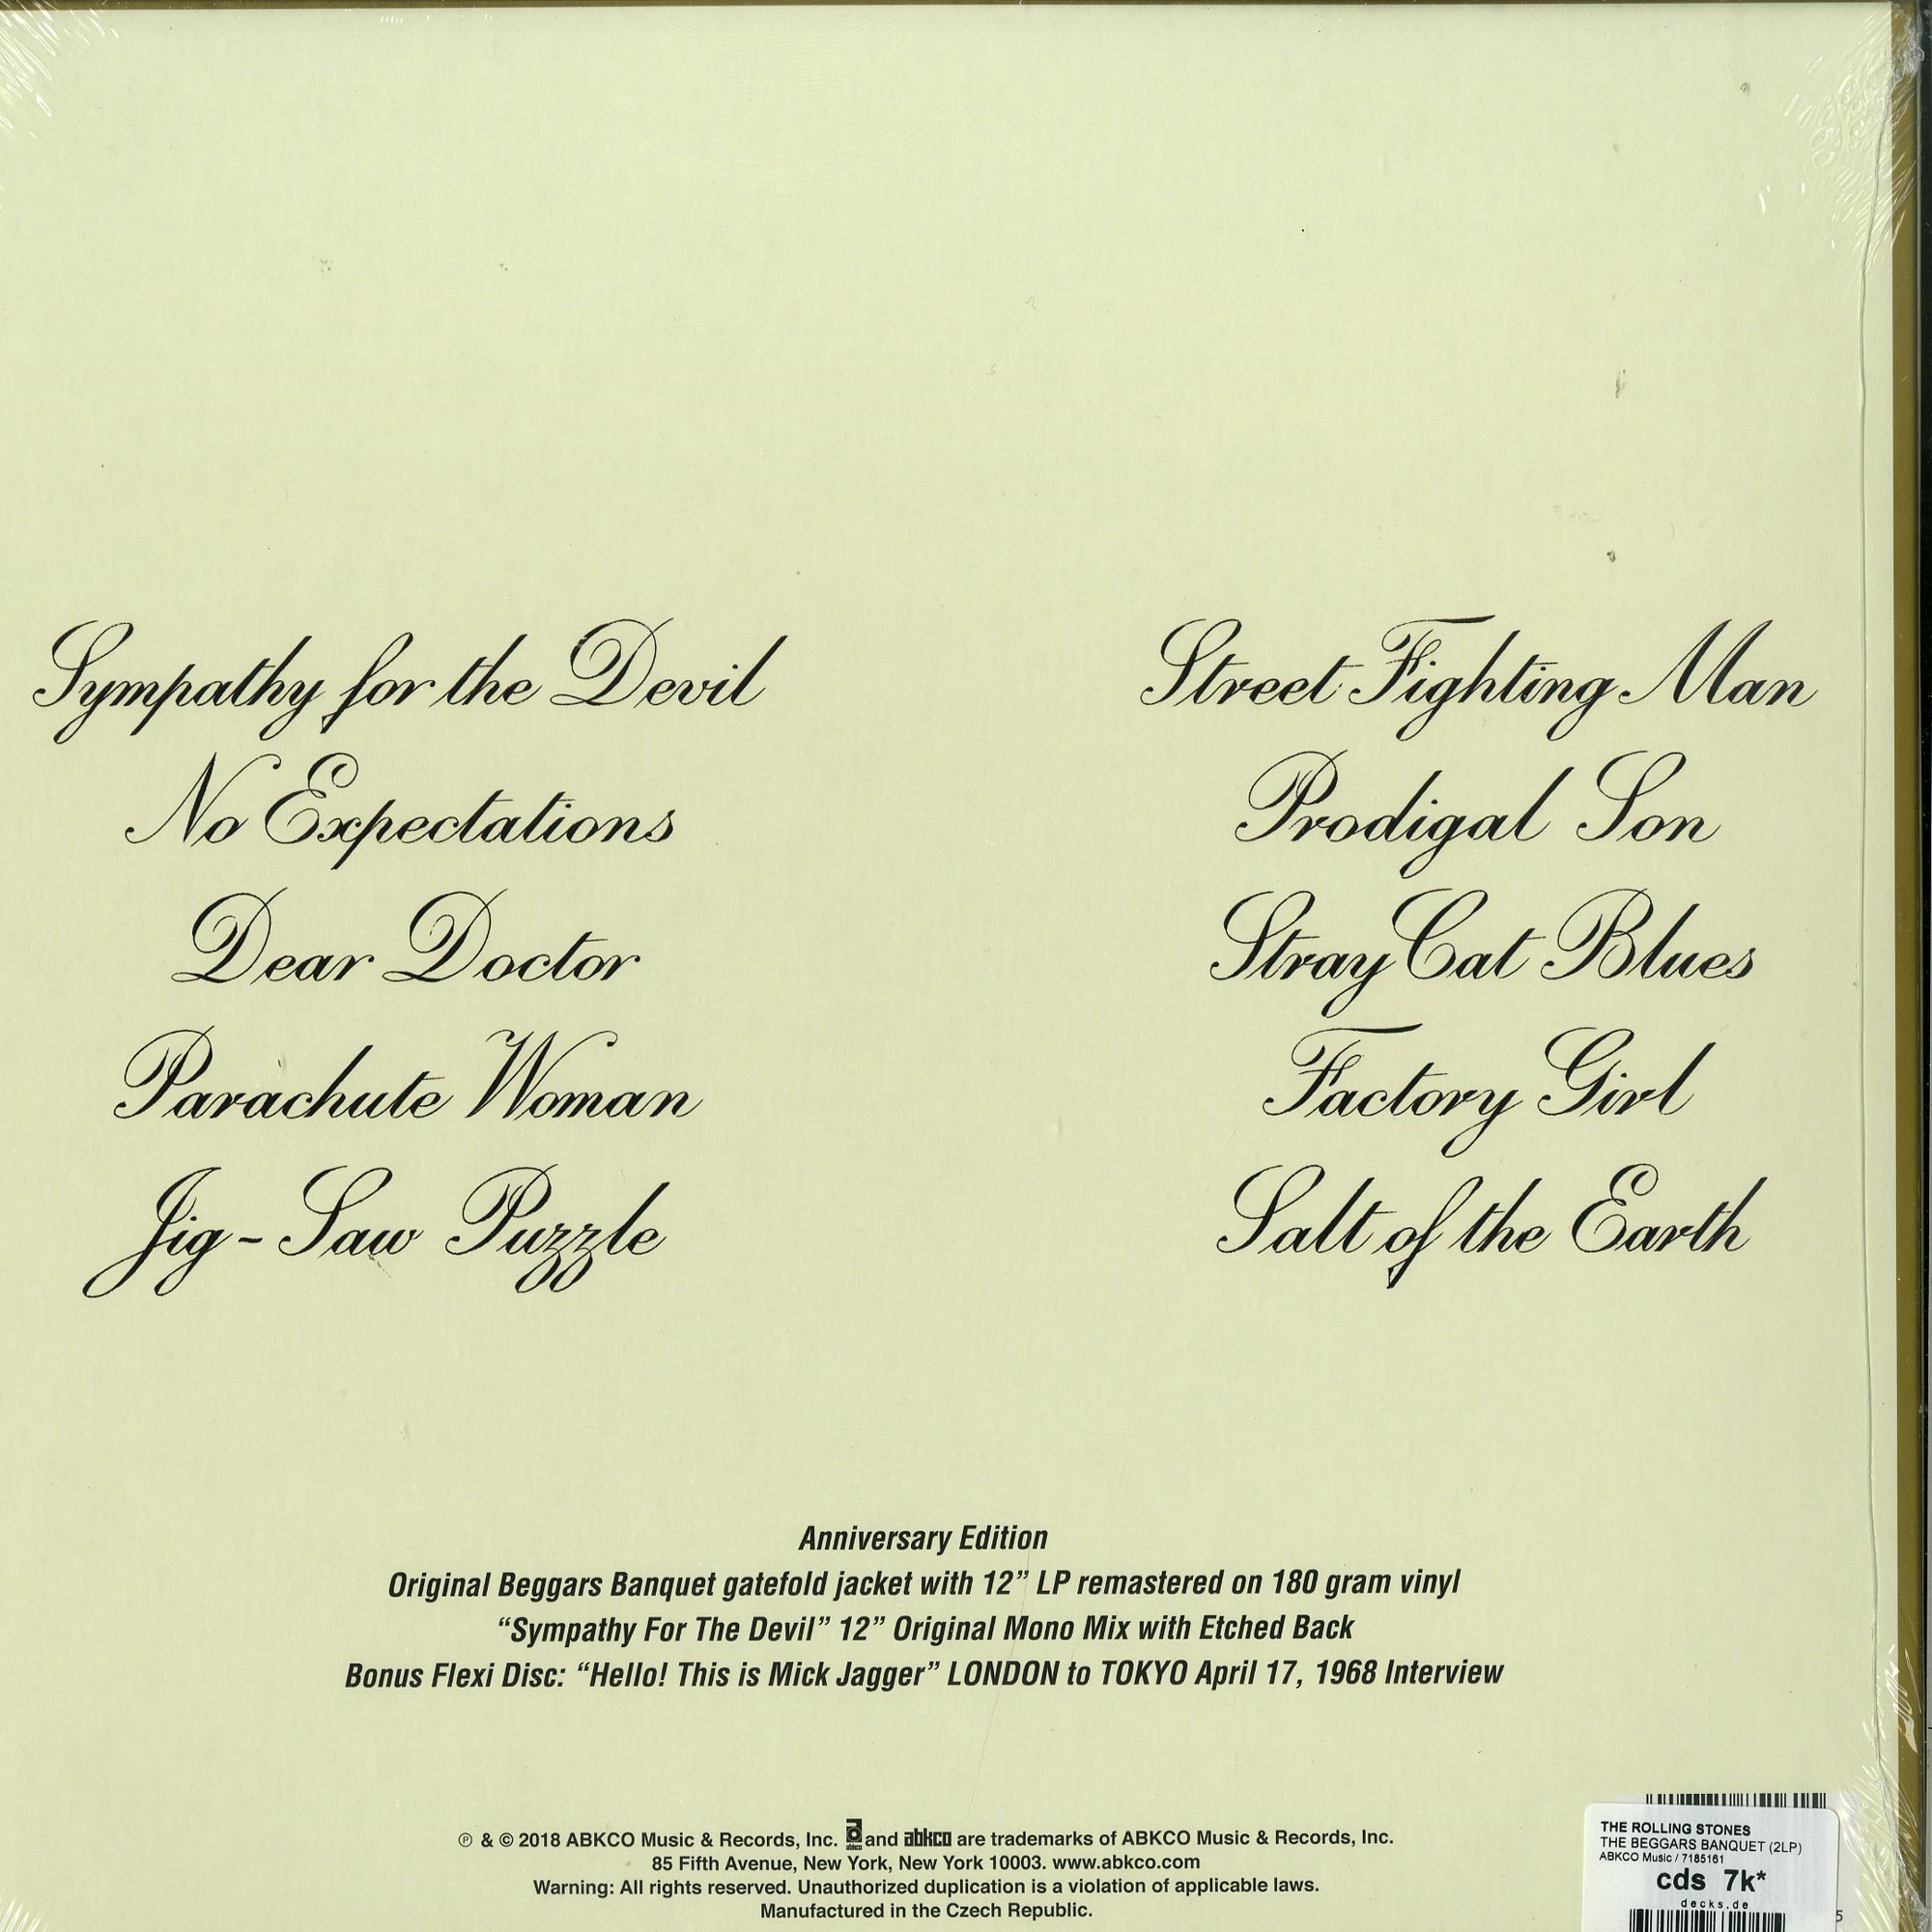 Sympathy for the Devil
No Expectations
Dear Doctor
Parachute Woman
Jig-Saw Puzzle
Street Fighting Man
Prodigal Son
Stray Cat Blues
Factory Girl
Salt of the Earth
Anniversary Edition
Original Beggars Banquet gatefold jacket with 12” LP remastered on 180 gram vinyl
“Sympathy For The Devil” 12” Original Mono Mix with Etched Back
Bonus Flexi Disc: “Hello! This is Mick Jagger” LONDON to TOKYO April 17, 1968 Interview
℗ & © 2018 ABKCO Music & Records, Inc. abkco and abkco are trademarks of ABKCO Music & Records, Inc.
85 Fifth Avenue, New York, New York 10003. www.abkco.com
Warning: All rights reserved. Unauthorized duplication is a violation of applicable laws.
Manufactured in the Czech Republic.
THE ROLLING STONES
THE BEGGARS BANQUET (2LP)
ABKCO Music / 7185161
cds 7k*
decks.de
5